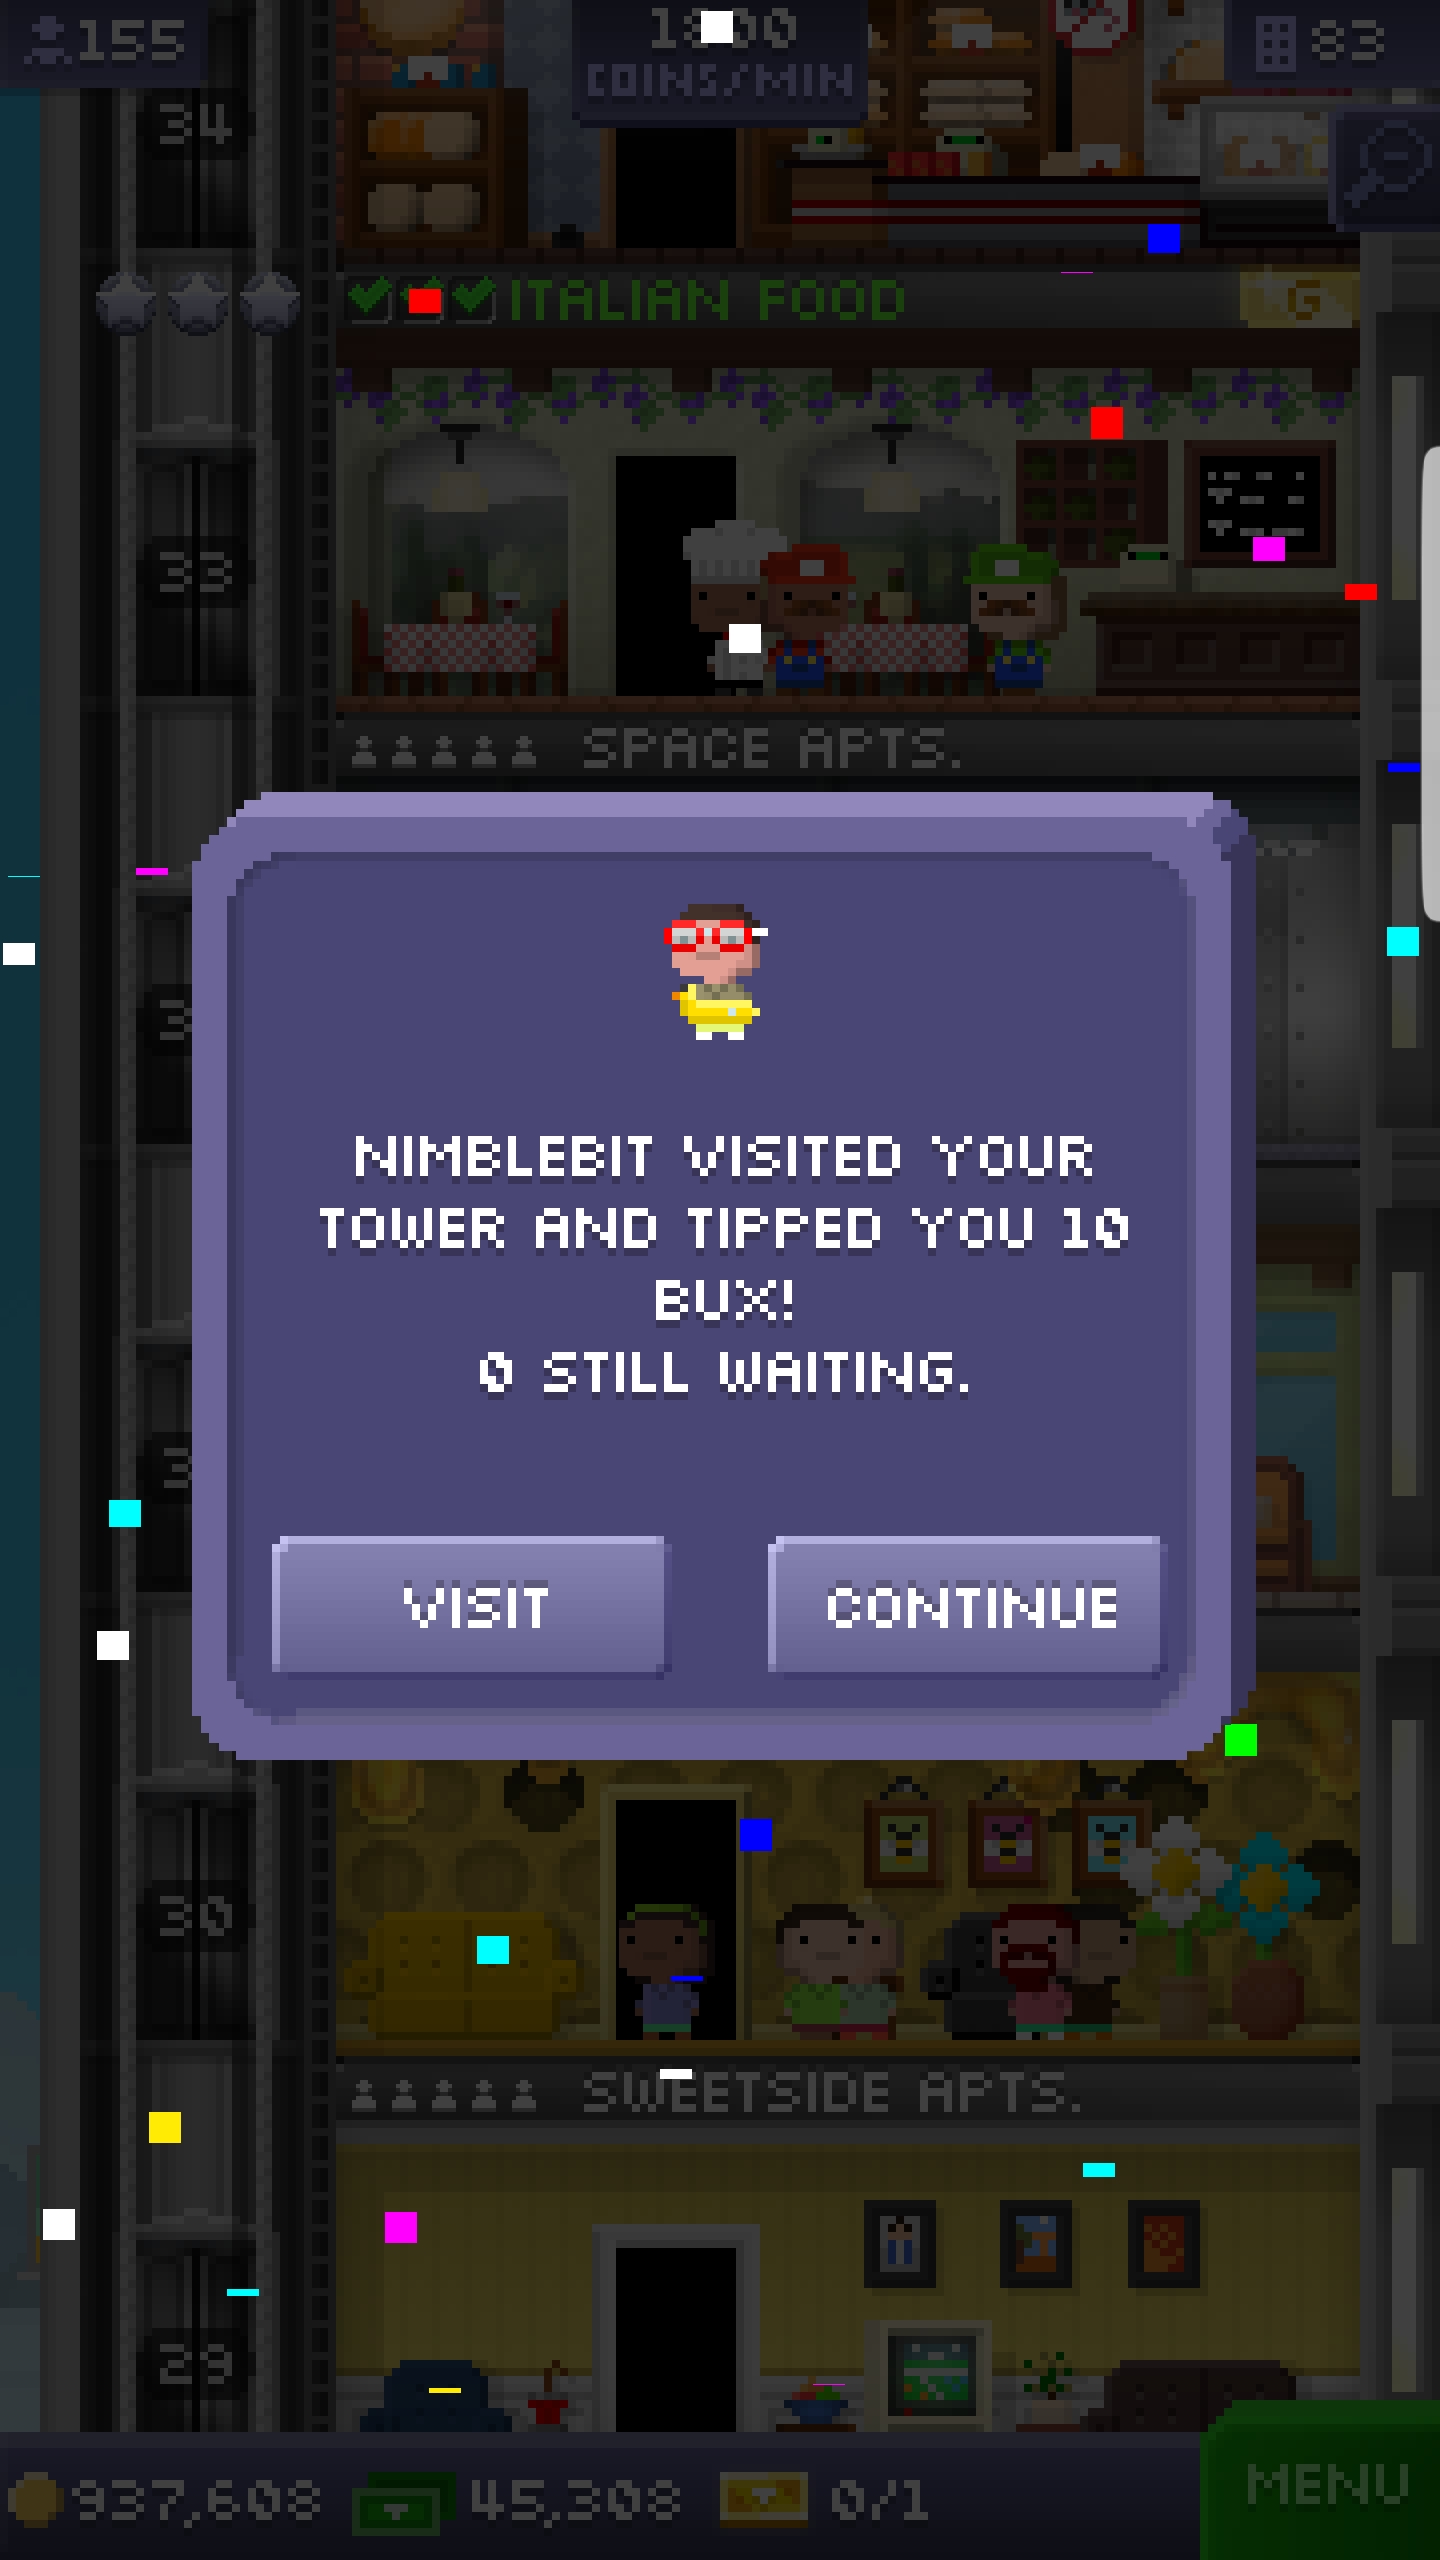 155
COINS/MIN
83
34
ITALIAN FOOD
G
33
SPACE APTS.
NIMBLEBIT VISITED YOUR
TOWER AND TIPPED YOU 10
BUX!
0 STILL WAITING.
VISIT
CONTINUE
30
SWEETSIDE APTS.
29
937,608
45,308
0/1
MENU